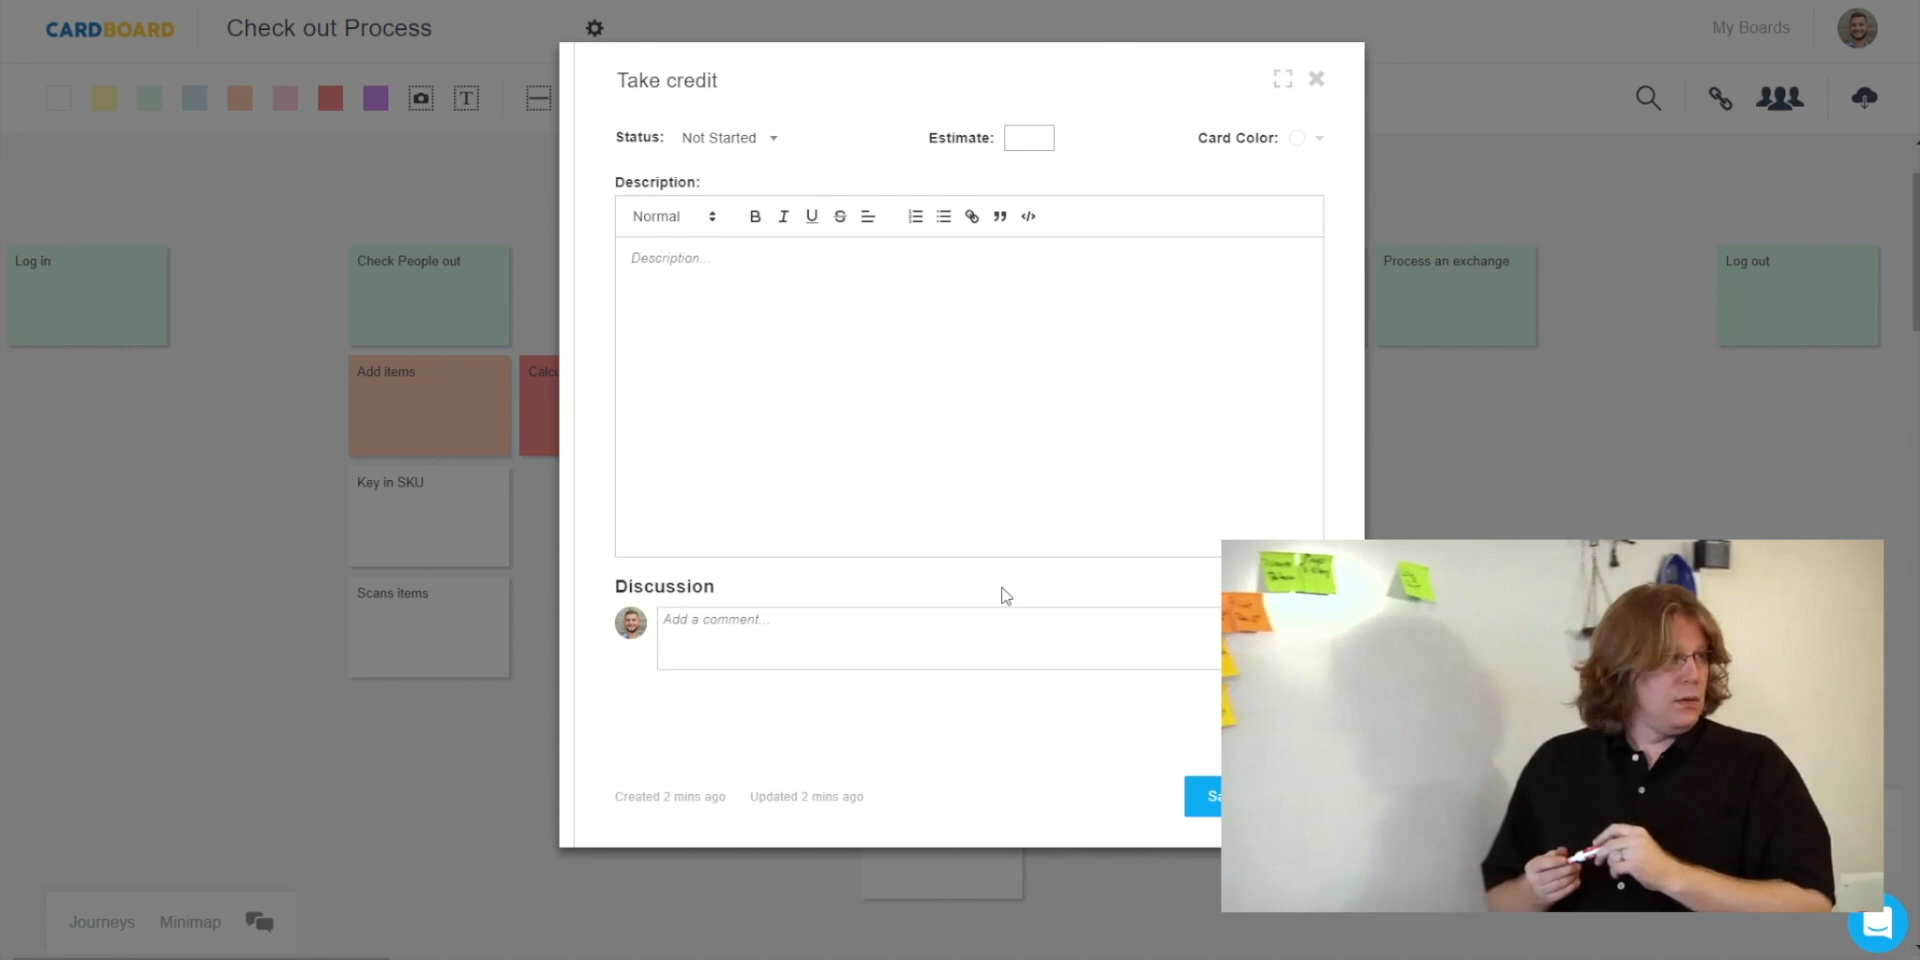 CARDBOARD
Check out Process
My Boards
T
Take credit
Status: Not Started
Estimate:
Card Color:
Description:
Normal
B I U S
Description...
Log in
Check People out
Process an exchange
Log out
Add items
Calcu
Key in SKU
Scans items
Discussion
Add a comment...
Created 2 mins ago
Updated 2 mins ago
Sa
Journeys
Minimap